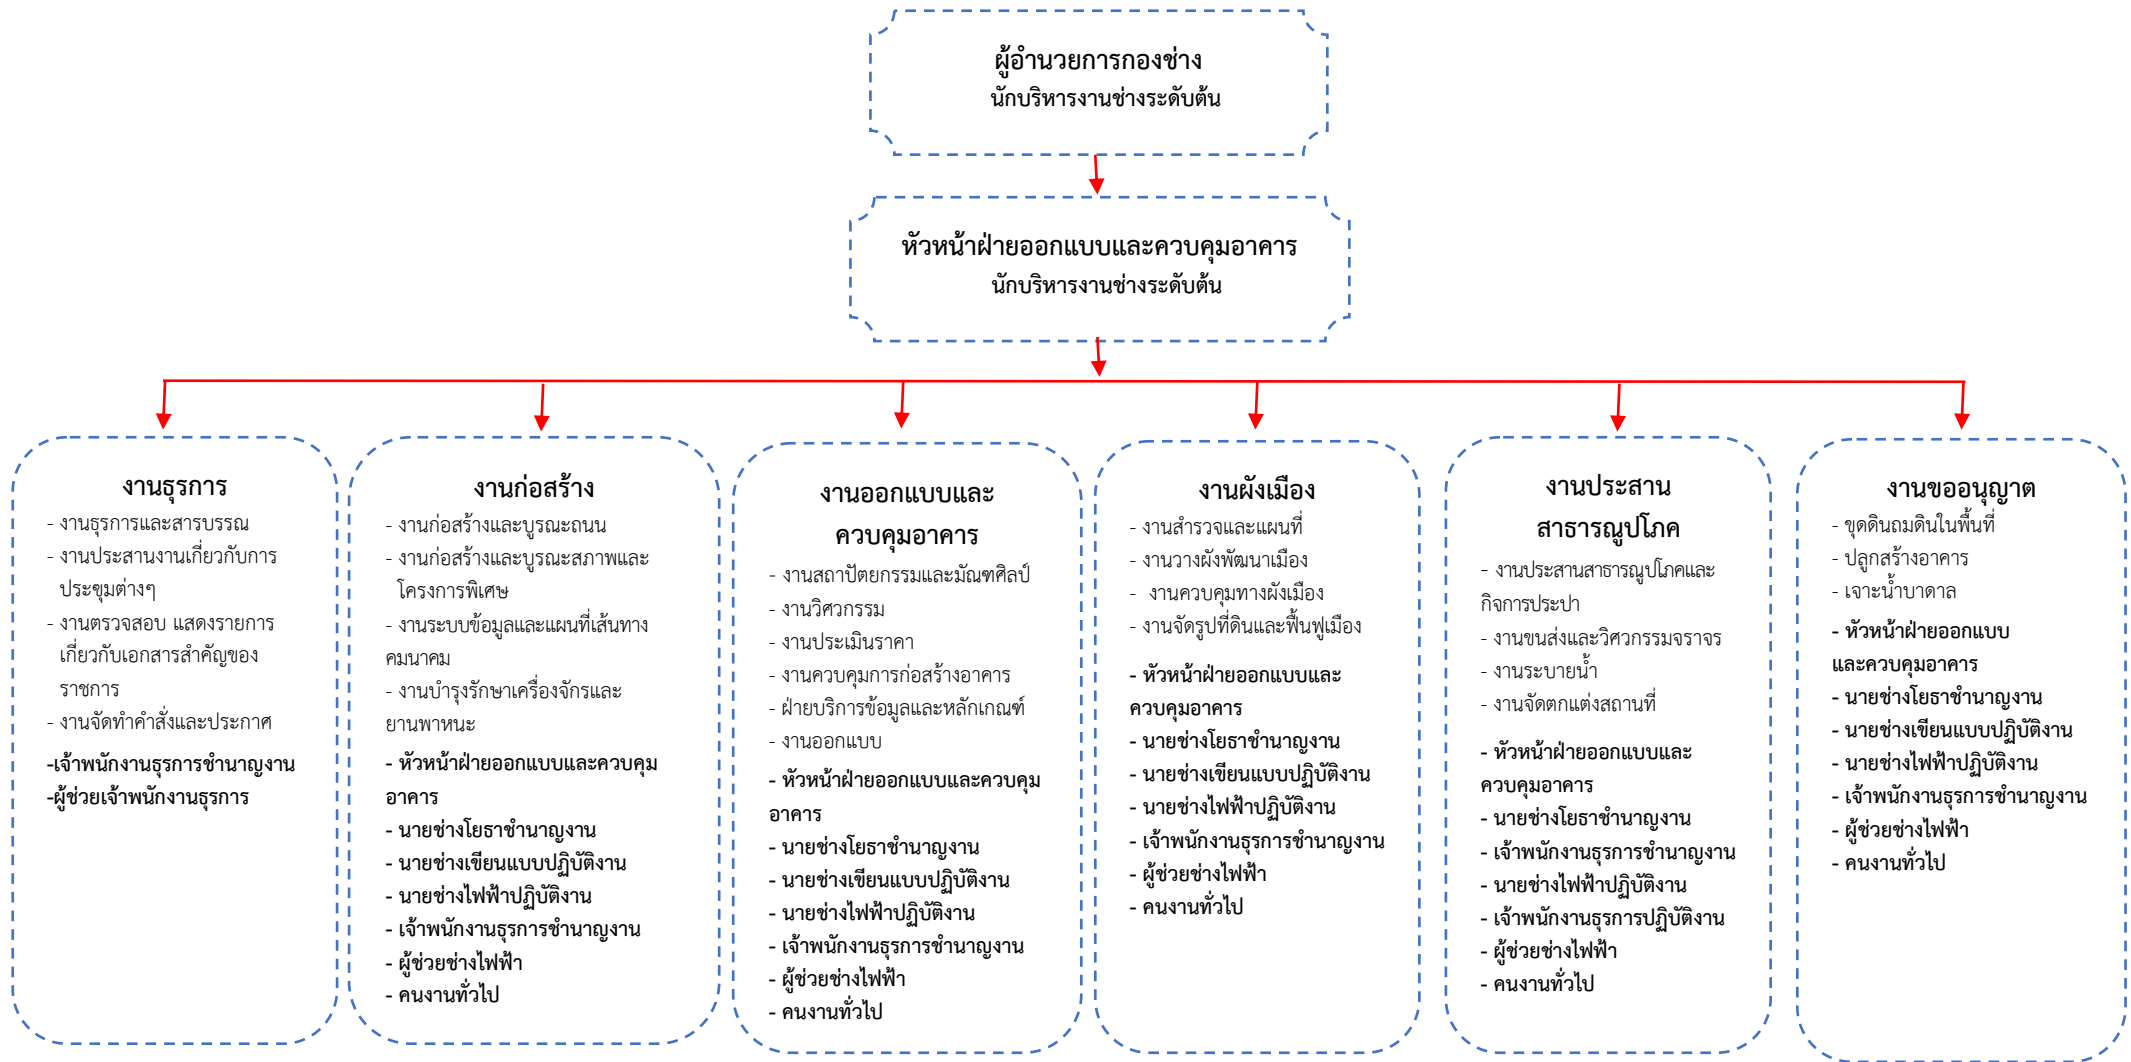 ผู้อำนวยการกองช่าง
นักบริหารงานช่างระดับต้น
หัวหน้าฝ่ายออกแบบและควบคุมอาคาร
นักบริหารงานช่างระดับต้น
งานธุรการ
- งานธุรการและสารบรรณ
- งานประสานงานเกี่ยวกับการ
ประชุมต่างๆ
- งานตรวจสอบ แสดงรายการ
เกี่ยวกับเอกสารสำคัญของ
ราชการ
- งานจัดทำคำสั่งและประกาศ
-เจ้าพนักงานธุรการชำนาญงาน
-ผู้ช่วยเจ้าพนักงานธุรการ
งานก่อสร้าง
- งานก่อสร้างและบูรณะถนน
- งานก่อสร้างและบูรณะสภาพและ
โครงการพิเศษ
- งานระบบข้อมูลและแผนที่เส้นทาง
คมนาคม
- งานบำรุงรักษาเครื่องจักรและ
ยานพาหนะ
- หัวหน้าฝ่ายออกแบบและควบคุม
อาคาร
- นายช่างโยธาชำนาญงาน
- นายช่างเขียนแบบปฏิบัติงาน
- นายช่างไฟฟ้าปฏิบัติงาน
- เจ้าพนักงานธุรการชำนาญงาน
- ผู้ช่วยช่างไฟฟ้า
- คนงานทั่วไป
งานออกแบบและ
ควบคุมอาคาร
- งานสถาปัตยกรรมและมัณฑศิลป์
- งานวิศวกรรม
- งานประเมินราคา
- งานควบคุมการก่อสร้างอาคาร
- ฝ่ายบริการข้อมูลและหลักเกณฑ์
- งานออกแบบ
- หัวหน้าฝ่ายออกแบบและควบคุม
อาคาร
- นายช่างโยธาชำนาญงาน
- นายช่างเขียนแบบปฏิบัติงาน
- นายช่างไฟฟ้าปฏิบัติงาน
- เจ้าพนักงานธุรการชำนาญงาน
- ผู้ช่วยช่างไฟฟ้า
- คนงานทั่วไป
งานผังเมือง
- งานสำรวจและแผนที่
- งานวางผังพัฒนาเมือง
- งานควบคุมทางผังเมือง
- งานจัดรูปที่ดินและฟื้นฟูเมือง
- หัวหน้าฝ่ายออกแบบและ
ควบคุมอาคาร
- นายช่างโยธาชำนาญงาน
- นายช่างเขียนแบบปฏิบัติงาน
- นายช่างไฟฟ้าปฏิบัติงาน
- เจ้าพนักงานธุรการชำนาญงาน
- ผู้ช่วยช่างไฟฟ้า
- คนงานทั่วไป
งานประสาน
สาธารณูปโภค
- งานประสานสาธารณูปโภคและ
กิจการประปา
- งานขนส่งและวิศวกรรมจราจร
- งานระบายน้ำ
- งานจัดตกแต่งสถานที่
- หัวหน้าฝ่ายออกแบบและ
ควบคุมอาคาร
- นายช่างโยธาชำนาญงาน
- เจ้าพนักงานธุรการชำนาญงาน
- นายช่างไฟฟ้าปฏิบัติงาน
- เจ้าพนักงานธุรการปฏิบัติงาน
- ผู้ช่วยช่างไฟฟ้า
- คนงานทั่วไป
งานขออนุญาต
- ขุดดินถมดินในพื้นที่
- ปลูกสร้างอาคาร
- เจาะน้ำบาดาล
- หัวหน้าฝ่ายออกแบบ
และควบคุมอาคาร
- นายช่างโยธาชำนาญงาน
- นายช่างเขียนแบบปฏิบัติงาน
- นายช่างไฟฟ้าปฏิบัติงาน
- เจ้าพนักงานธุรการชำนาญงาน
- ผู้ช่วยช่างไฟฟ้า
- คนงานทั่วไป